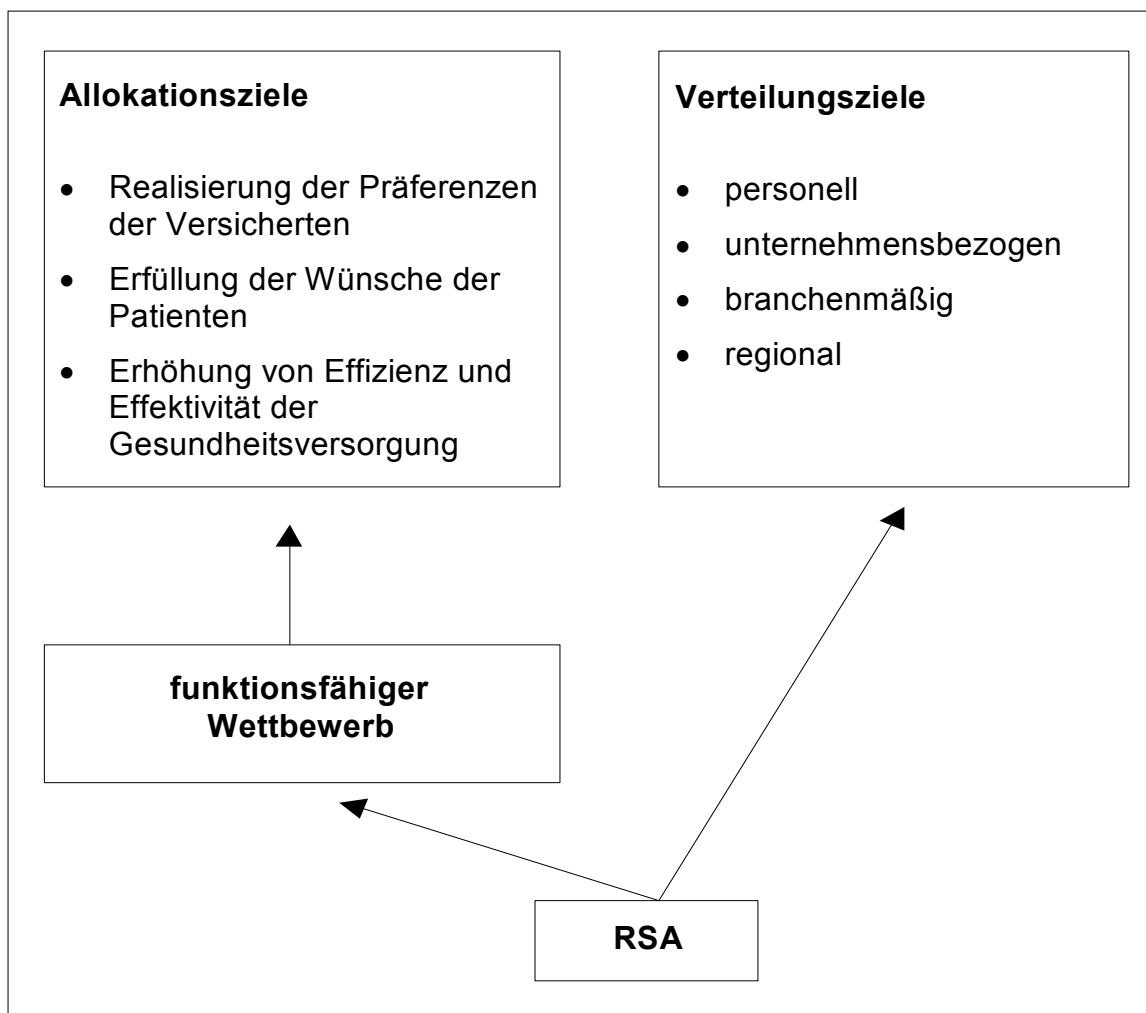 Allokationsziele
• Realisierung der Präferenzen
der Versicherten
• Erfüllung der Wünsche der
Patienten
• Erhöhung von Effizienz und
Effektivität der
Gesundheitsversorgung
Verteilungsziele
• personell
• unternehmensbezogen
• branchenmäßig
• regional
funktionsfähiger
Wettbewerb
RSA